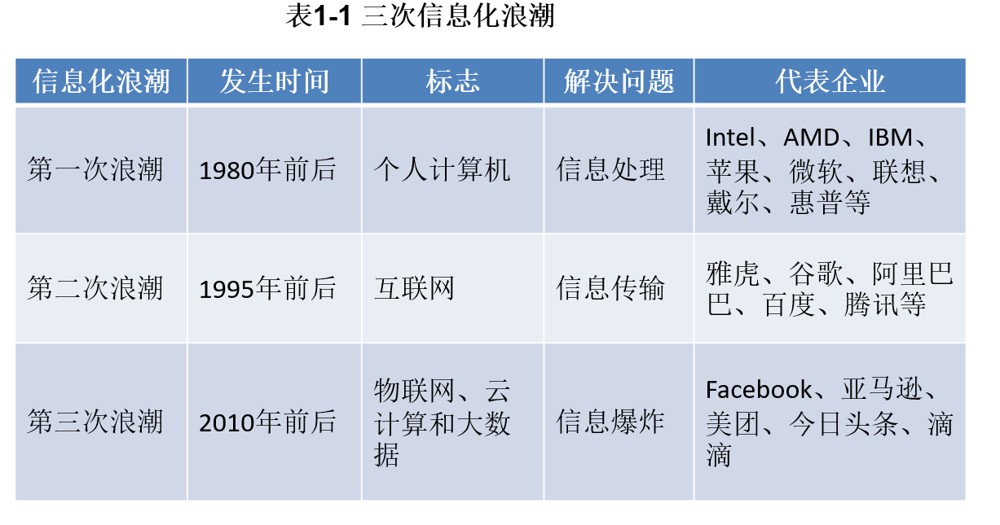 表1-1 三次信息化浪潮
信息化浪潮 发生时间 标志 解决问题 代表企业
第一次浪潮 1980年前后 个人计算机 信息处理
Intel、AMD、IBM、
苹果、微软、联想、
戴尔、惠普等
第二次浪潮 1995年前后 互联网 信息传输
雅虎、谷歌、阿里巴
巴、百度、腾讯等
第三次浪潮 2010年前后
物联网、云
计算和大数
据
信息爆炸
Facebook、亚马逊、
美团、今日头条、滴
滴